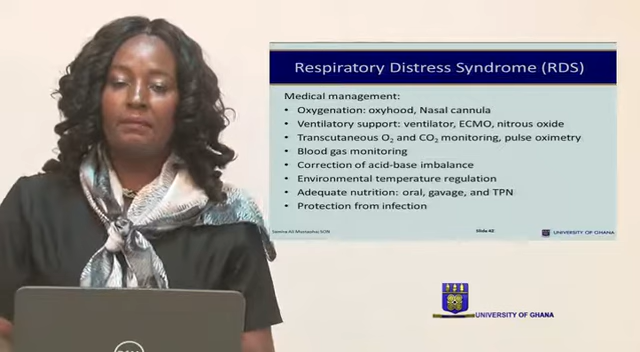 Respiratory Distress Syndrome (RDS)
Medical management:
• Oxygenation: oxyhood, Nasal cannula
• Ventilatory support: ventilator, ECMO, nitrous oxide
• Transcutaneous O2 and CO2 monitoring, pulse oximetry
• Blood gas monitoring
• Correction of acid-base imbalance
• Environmental temperature regulation
• Adequate nutrition: oral, gavage, and TPN
• Protection from infection
Slide 42
UNIVERSITY OF GHANA
UNIVERSITY OF GHANA
DELL